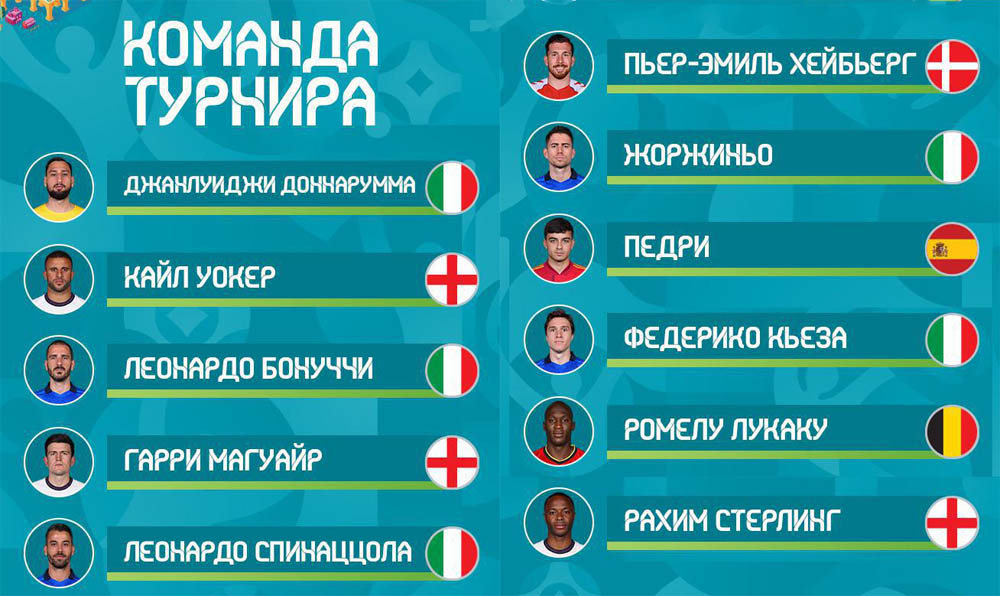 КОМАНДА
ТУРНИРА
ДЖАНЛУИДЖИ ДОННАРУММА
КАЙЛ УОКЕР
ЛЕОНАРДО БОНУЧЧИ
ГАРРИ МАГУАЙР
ЛЕОНАРДО СПИНАЦЦОЛА
ПЬЕР-ЭМИЛЬ ХЕЙБЬЕРГ
ЖОРЖИНЬО
ПЕДРИ
ФЕДЕРИКО КЬЕЗА
РОМЕЛУ ЛУКАКУ
РАХИМ СТЕРЛИНГ